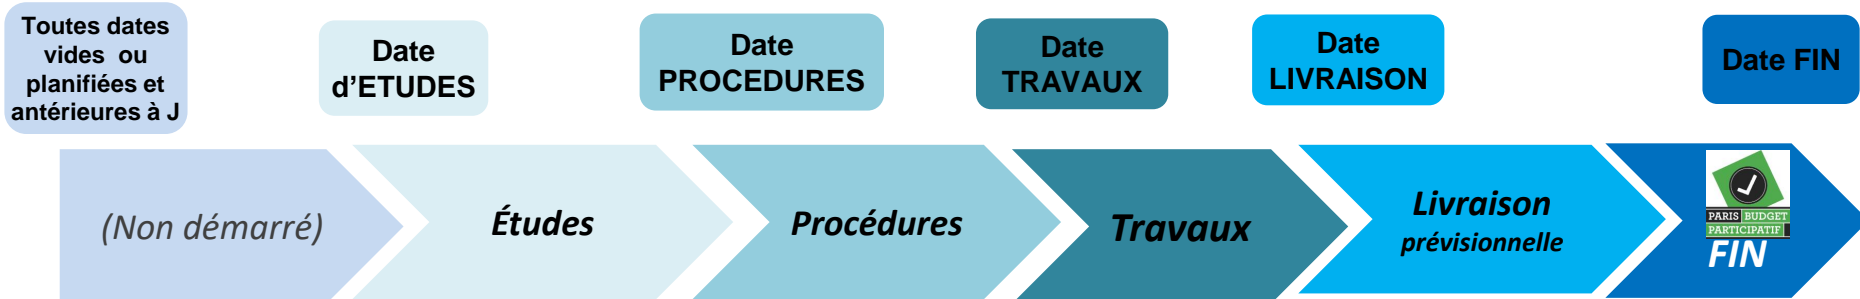 Toutes dates
vides ou
planifiées et
antérieures à J
Date
d’ETUDES
Date
PROCEDURES
Date
TRAVAUX
Date
LIVRAISON
Date FIN
(Non démarré)
Études
Procédures
Travaux
Livraison
prévisionnelle
PARIS BUDGET
PARTICIPATIF
FIN